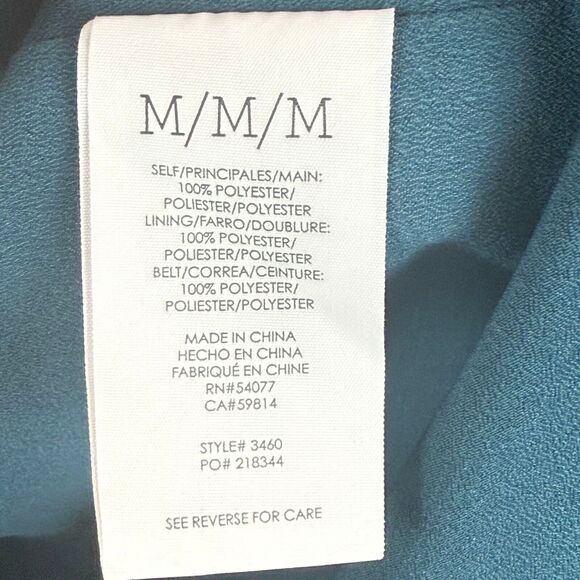 M/M/M
SELF/PRINCIPALES/MAIN:
100% POLYESTER/
POLIESTER/POLYESTER
LINING/FARRO/DOUBLURE:
100% POLYESTER/
POLIESTER/POLYESTER
BELT/CORREA/CEINTURE:
100% POLYESTER/
POLIESTER/POLYESTER
MADE IN CHINA
HECHO EN CHINA
FABRIQUÉ EN CHINE
RN#54077
CA#59814
STYLE# 3460
PO# 218344
SEE REVERSE FOR CARE